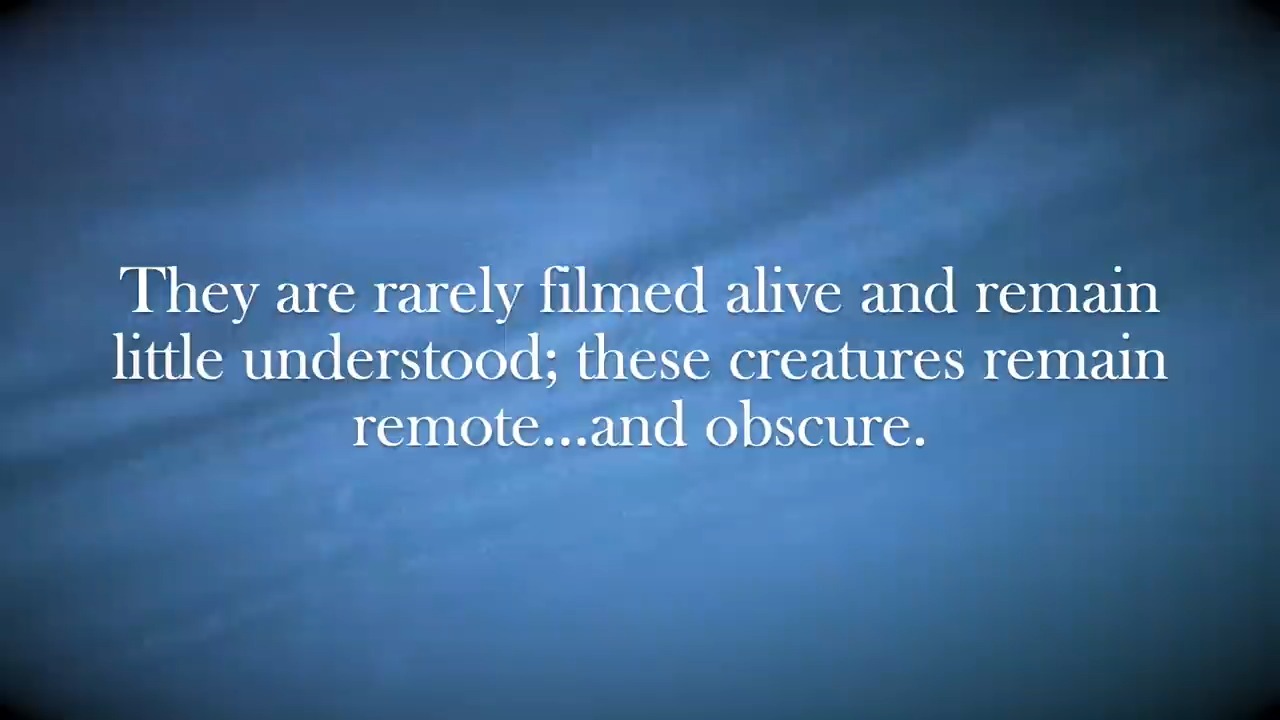 They are rarely filmed alive and remain
little understood; these creatures remain
remote...and obscure.